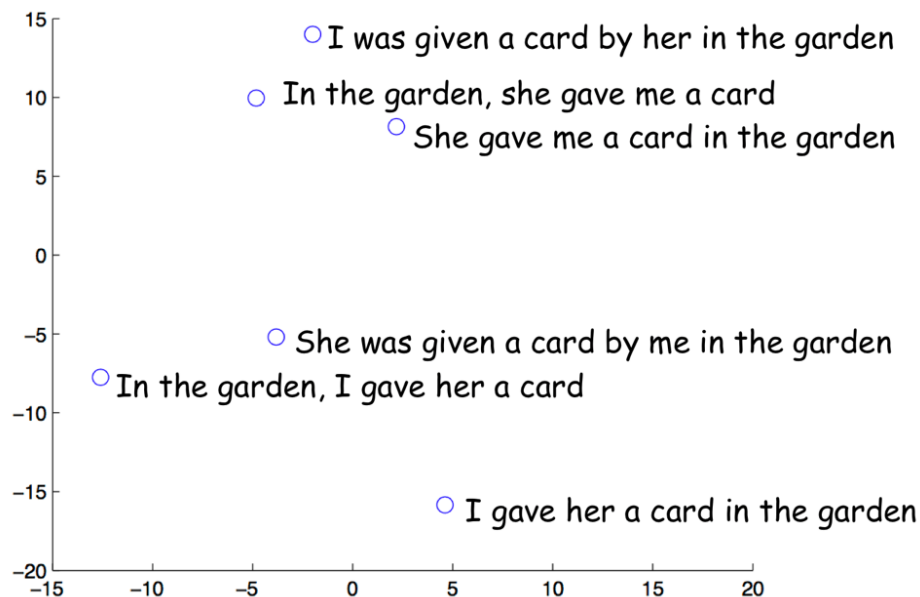 15
I was given a card by her in the garden
10
In the garden, she gave me a card
She gave me a card in the garden
5
0
−5
She was given a card by me in the garden
In the garden, I gave her a card
−10
−15
I gave her a card in the garden
−20
−15 −10 −5 0 5 10 15 20